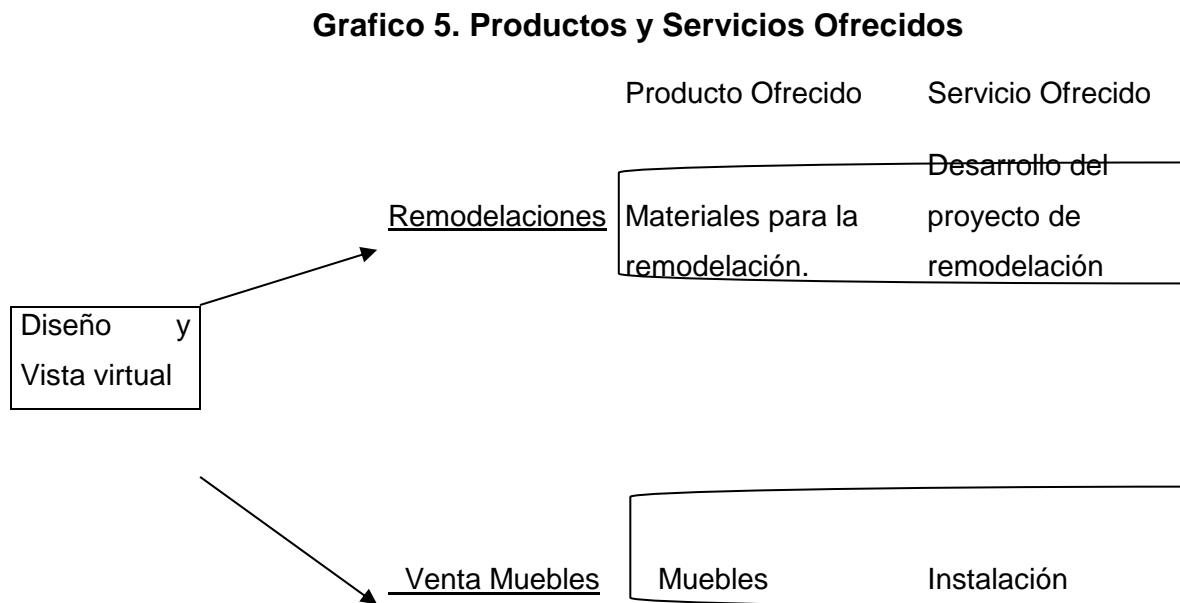 Grafico 5. Productos y Servicios Ofrecidos
Producto Ofrecido Servicio Ofrecido
Desarrollo del
Remodelaciones Materiales para la proyecto de
remodelación. remodelación
Diseño y
Vista virtual
Venta Muebles Muebles Instalación